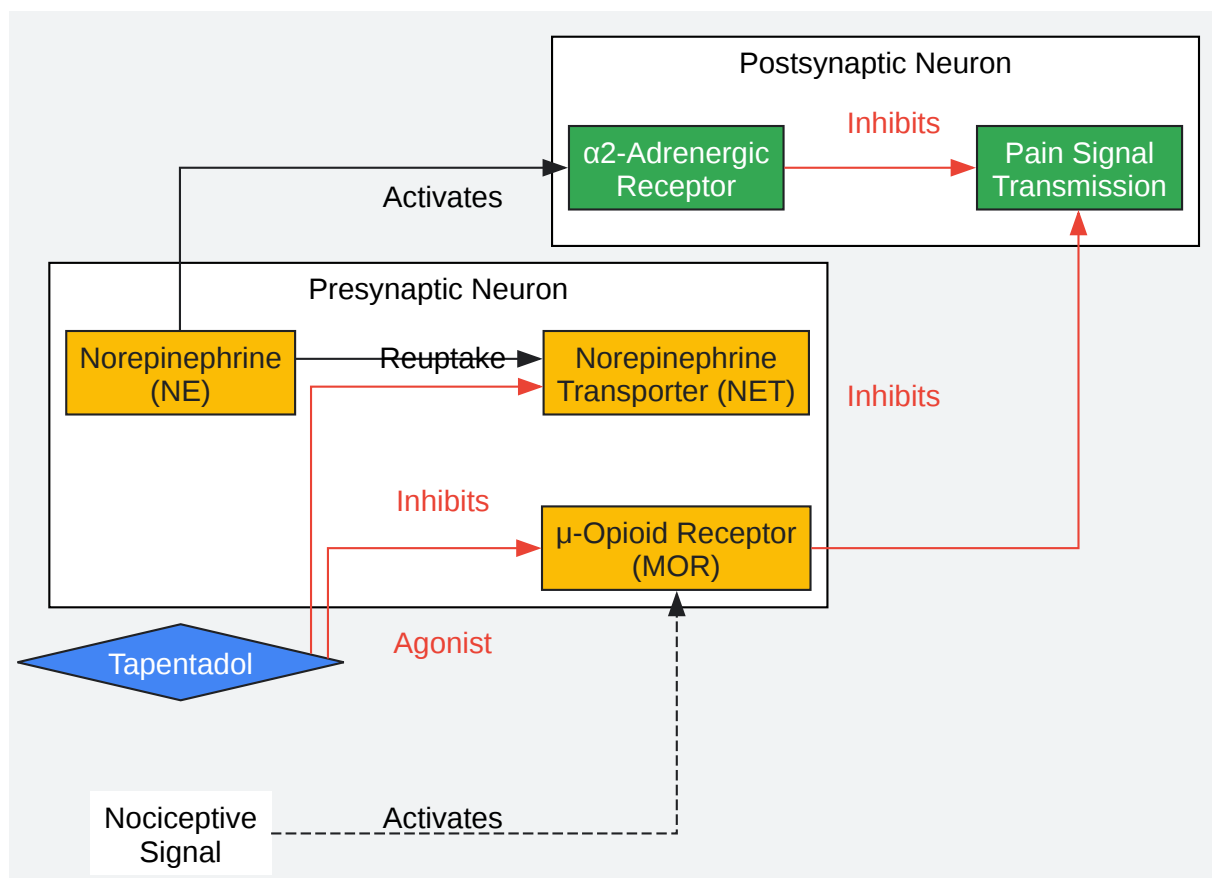 Postsynaptic Neuron
Inhibits
α2-Adrenergic
Receptor
Pain Signal
Transmission
Activates
Presynaptic Neuron
Norepinephrine
(NE)
Reuptake
Norepinephrine
Transporter (NET)
Inhibits
Inhibits
μ-Opioid Receptor
(MOR)
Agonist
Tapentadol
Nociceptive
Signal
Activates